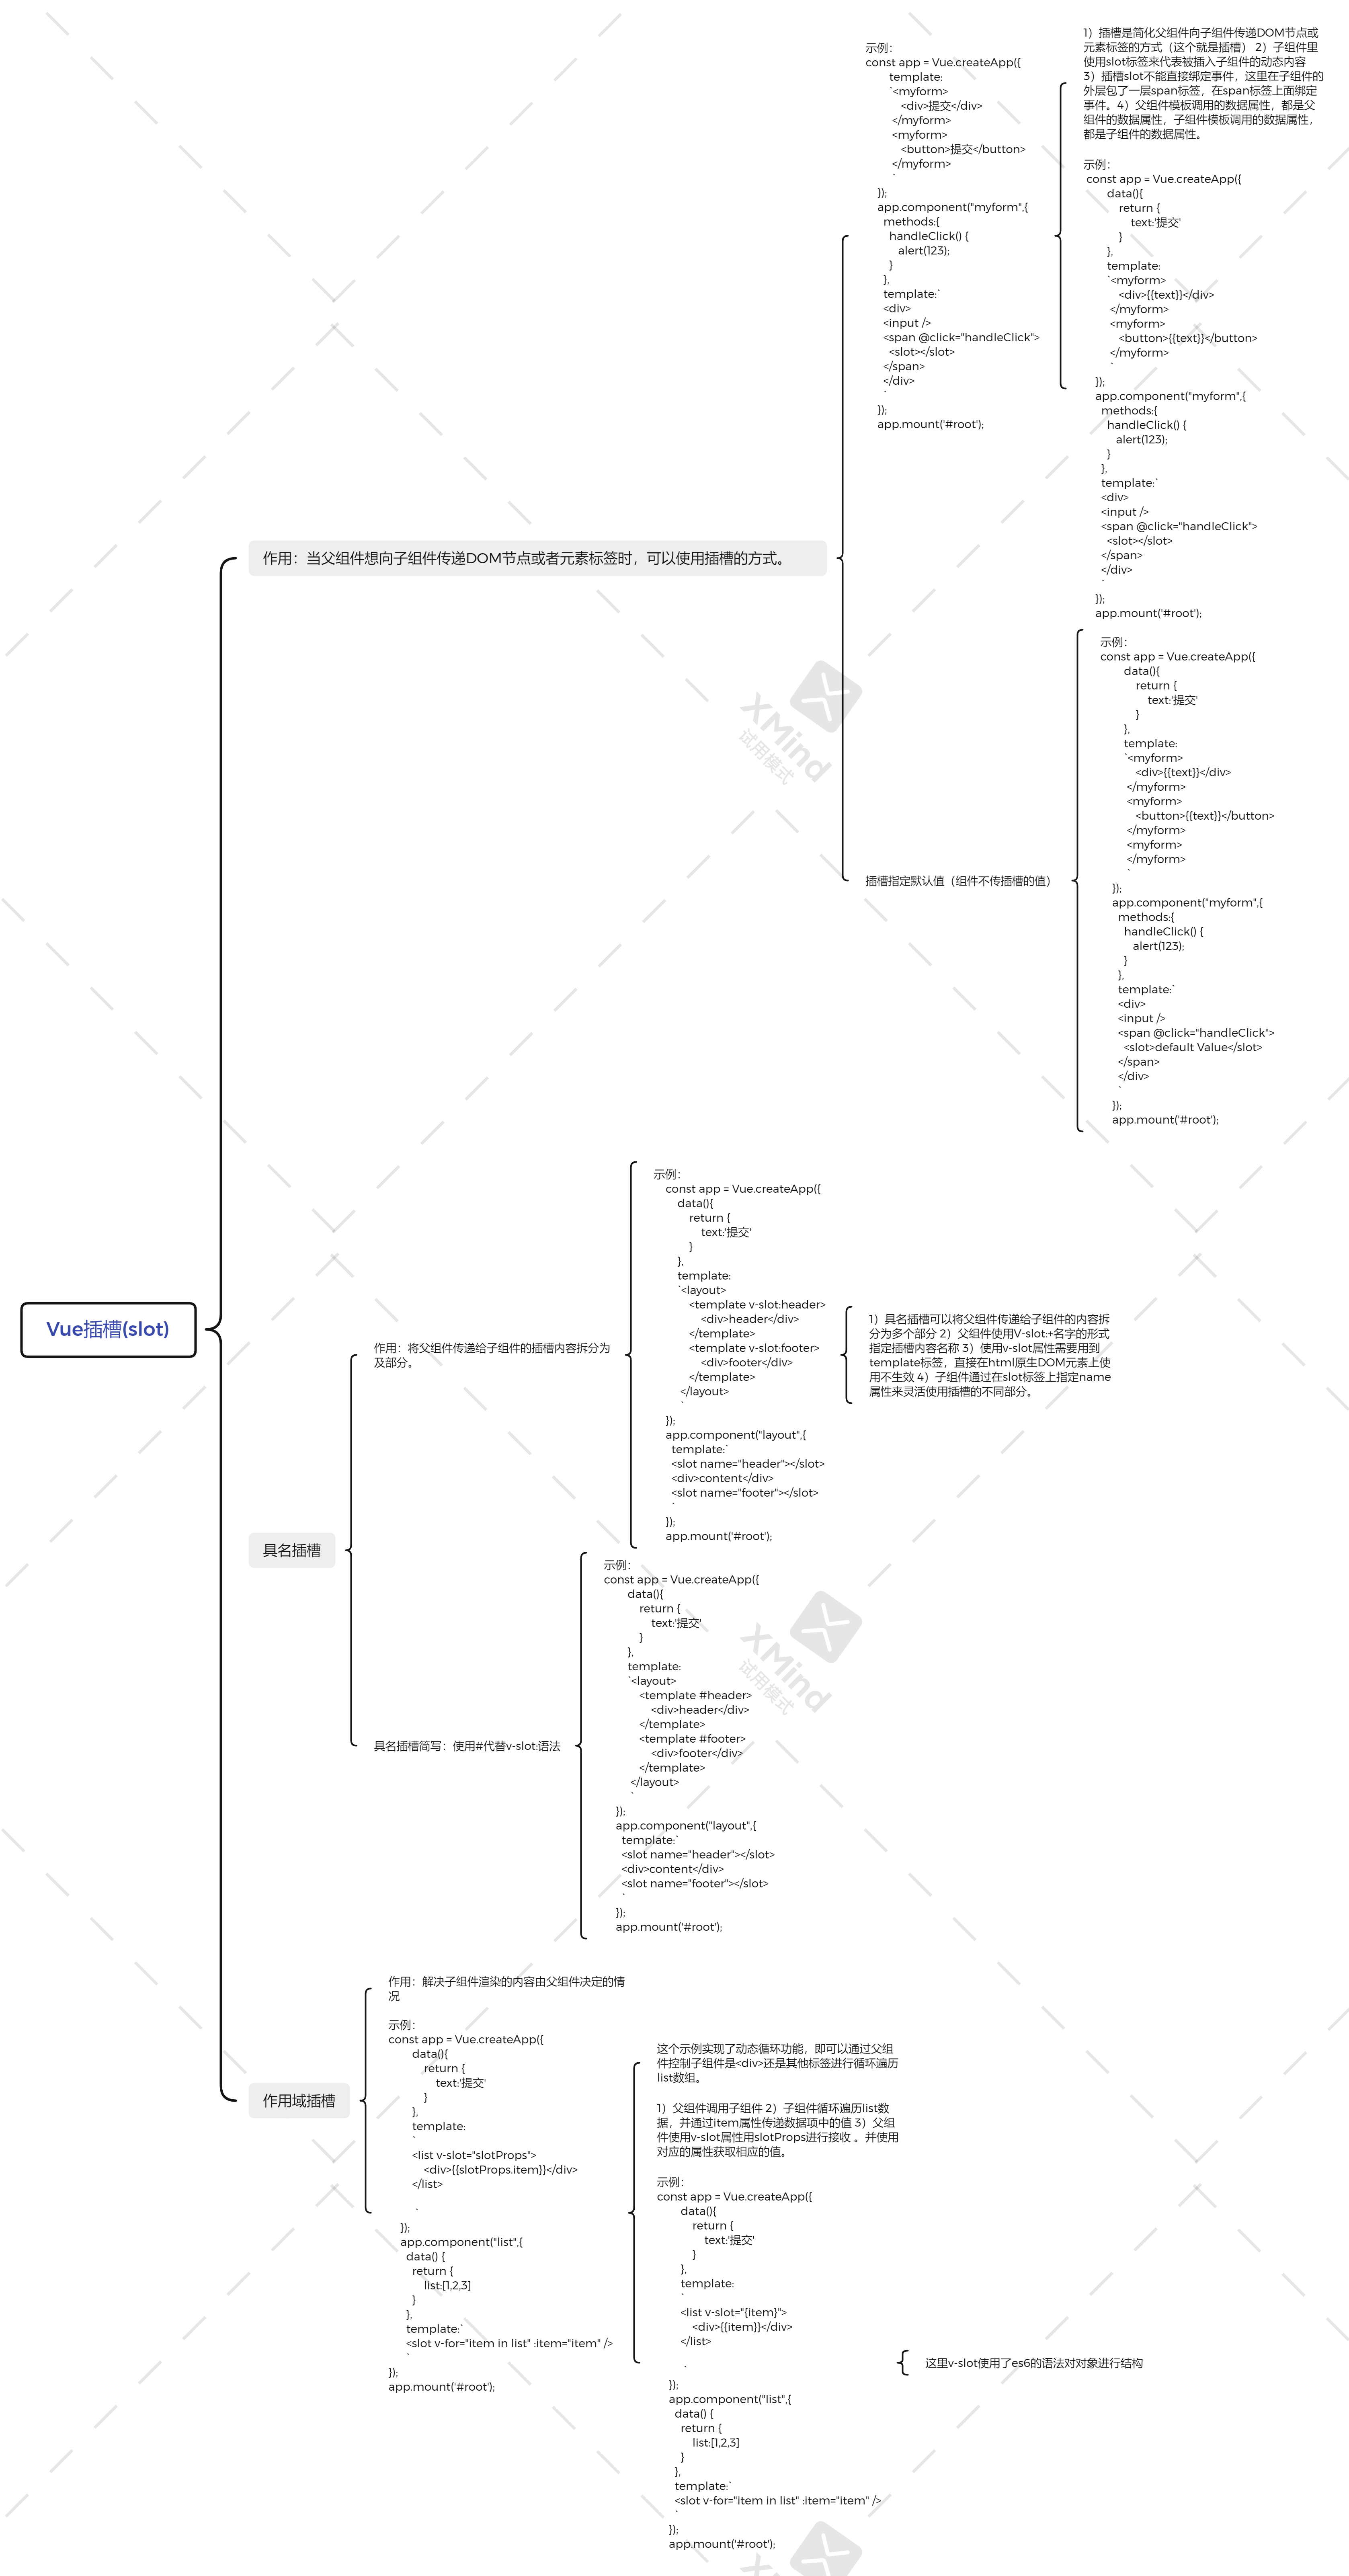 Vue插槽(slot)
作用：当父组件想向子组件传递DOM节点或者元素标签时，可以使用插槽的方式。
示例：
const app = Vue.createApp({
template:
`<myform>
<div>提交</div>
</myform>
<myform>
<button>提交</button>
</myform>
`
});
app.component("myform",{
methods:{
handleClick() {
alert(123);
}
},
template:`
<div>
<input />
<span @click="handleClick">
<slot></slot>
</span>
</div>
`
});
app.mount('#root');
1）插槽是简化父组件向子组件传递DOM节点或
元素标签的方式（这个就是插槽） 2）子组件里
使用slot标签来代表被插入子组件的动态内容
3）插槽slot不能直接绑定事件，这里在子组件的
外层包了一层span标签，在span标签上面绑定
事件。4）父组件模板调用的数据属性，都是父
组件的数据属性，子组件模板调用的数据属性，
都是子组件的数据属性。
示例：
const app = Vue.createApp({
data(){
return {
text:'提交'
}
},
template:
`<myform>
<div>{{text}}</div>
</myform>
<myform>
<button>{{text}}</button>
</myform>
`
});
app.component("myform",{
methods:{
handleClick() {
alert(123);
}
},
template:`
<div>
<input />
<span @click="handleClick">
<slot></slot>
</span>
</div>
`
});
app.mount('#root');
插槽指定默认值（组件不传插槽的值）
示例：
const app = Vue.createApp({
data(){
return {
text:'提交'
}
},
template:
`<myform>
<div>{{text}}</div>
</myform>
<myform>
<button>{{text}}</button>
</myform>
<myform>
</myform>
`
});
app.component("myform",{
methods:{
handleClick() {
alert(123);
}
},
template:`
<div>
<input />
<span @click="handleClick">
<slot>default Value</slot>
</span>
</div>
`
});
app.mount('#root');
具名插槽
作用：将父组件传递给子组件的插槽内容拆分为
及部分。
示例：
const app = Vue.createApp({
data(){
return {
text:'提交'
}
},
template:
`<layout>
<template v-slot:header>
<div>header</div>
</template>
<template v-slot:footer>
<div>footer</div>
</template>
</layout>
`
});
app.component("layout",{
template:`
<slot name="header"></slot>
<div>content</div>
<slot name="footer"></slot>
`
});
app.mount('#root');
1）具名插槽可以将父组件传递给子组件的内容拆
分为多个部分 2）父组件使用V-slot:+名字的形式
指定插槽内容名称 3）使用v-slot属性需要用到
template标签，直接在html原生DOM元素上使
用不生效 4）子组件通过在slot标签上指定name
属性来灵活使用插槽的不同部分。
具名插槽简写：使用#代替v-slot:语法
示例：
const app = Vue.createApp({
data(){
return {
text:'提交'
}
},
template:
`<layout>
<template #header>
<div>header</div>
</template>
<template #footer>
<div>footer</div>
</template>
</layout>
`
});
app.component("layout",{
template:`
<slot name="header"></slot>
<div>content</div>
<slot name="footer"></slot>
`
});
app.mount('#root');
作用域插槽
作用：解决子组件渲染的内容由父组件决定的情
况
示例：
const app = Vue.createApp({
data(){
return {
text:'提交'
}
},
template:
`
<list v-slot="slotProps">
<div>{{slotProps.item}}</div>
</list>
`
});
app.component("list",{
data() {
return {
list:[1,2,3]
}
},
template:`
<slot v-for="item in list" :item="item" />
`
});
app.mount('#root');
这个示例实现了动态循环功能，即可以通过父组
件控制子组件是<div>还是其他标签进行循环遍历
list数组。
1）父组件调用子组件 2）子组件循环遍历list数
据，并通过item属性传递数据项中的值 3）父组
件使用v-slot属性用slotProps进行接收 。并使用
对应的属性获取相应的值。
示例：
const app = Vue.createApp({
data(){
return {
text:'提交'
}
},
template:
`
<list v-slot="{item}">
<div>{{item}}</div>
</list>
`
});
app.component("list",{
data() {
return {
list:[1,2,3]
}
},
template:`
<slot v-for="item in list" :item="item" />
`
});
app.mount('#root');
这里v-slot使用了es6的语法对对象进行结构
XMind
试用模式
XMind
试用模式